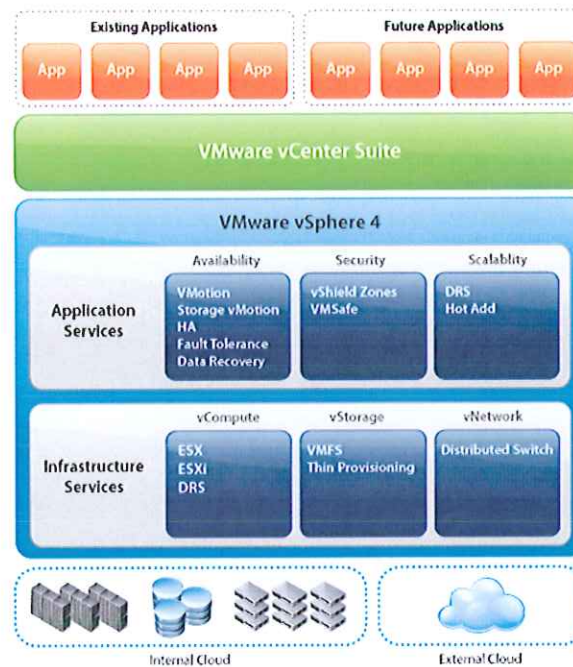 Existing Applications
Future Applications
App App App App
App App App App
VMware vCenter Suite
VMware vSphere 4
Availability
Security
Scalablity
Application
Services
VMotion
Storage vMotion
HA
Fault Tolerance
Data Recovery
vShield Zones
VMSafe
DRS
Hot Add
vCompute
vStorage
vNetwork
Infrastructure
Services
ESX
ESXi
DRS
VMFS
Thin Provisioning
Distributed Switch
Internal Cloud
External Cloud